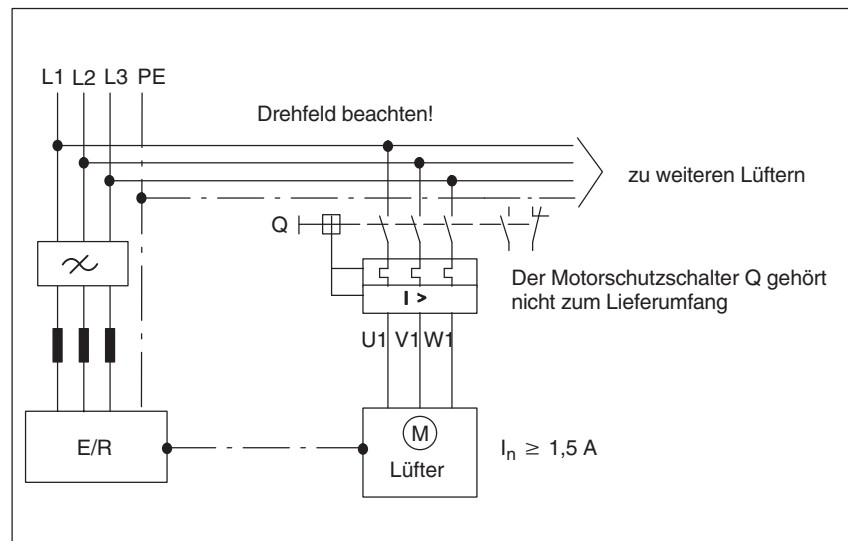 L1 L2 L3 PE
Drehfeld beachten!
zu weiteren Lüftern
Q
Der Motorschutzschalter Q gehört
nicht zum Lieferumfang
I >
U1 V1 W1
E/R
M
Lüfter
In ≥ 1,5 A